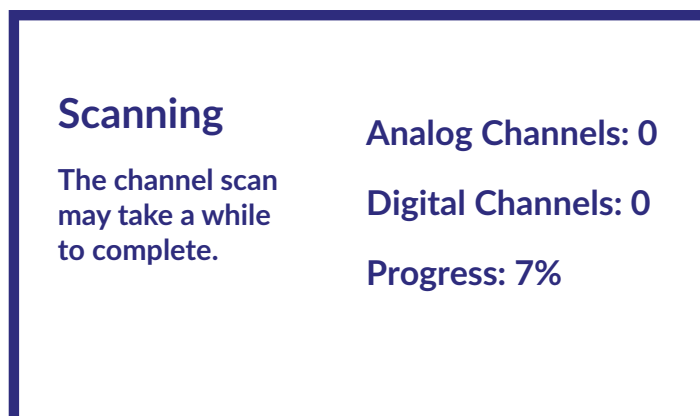 Scanning
The channel scan
may take a while
to complete.
Analog Channels: 0
Digital Channels: 0
Progress: 7%